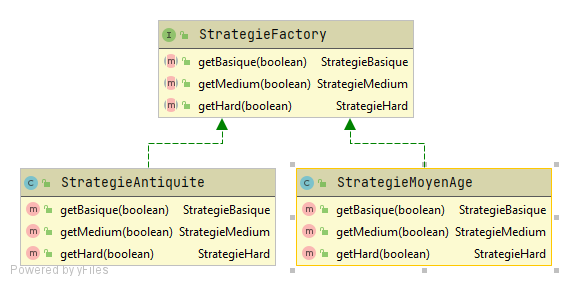 I StrategieFactory
m getBasique(boolean) StrategieBasique
m getMedium(boolean) StrategieMedium
m getHard(boolean) StrategieHard
C StrategieAntiquite
m getBasique(boolean) StrategieBasique
m getMedium(boolean) StrategieMedium
m getHard(boolean) StrategieHard
C StrategieMoyenAge
m getBasique(boolean) StrategieBasique
m getMedium(boolean) StrategieMedium
m getHard(boolean) StrategieHard
Powered by yFiles